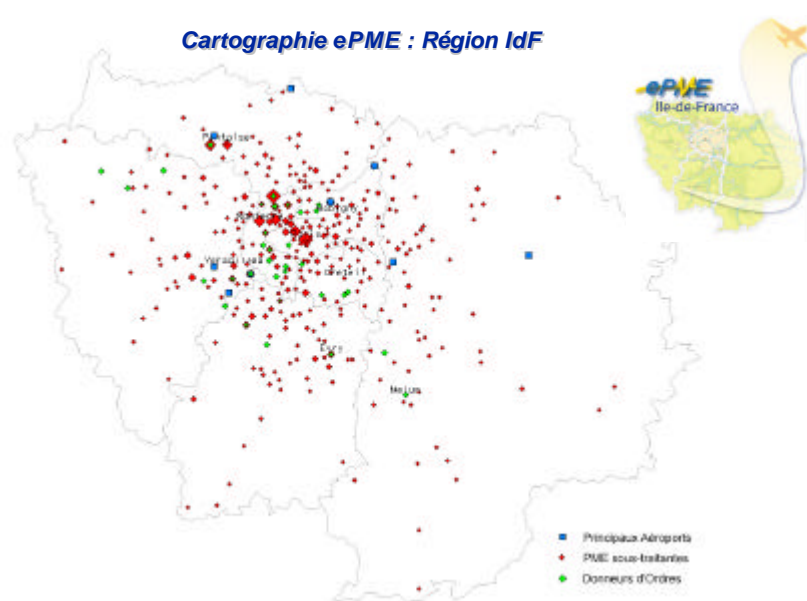 Cartographie ePME : Région IdF
ePME
Ile-de-France
Pontoise
Bobigny
Versailles
Creteil
Evry
Melun
Principaux Aéroports
PME sous-traitantes
Donneurs d'Ordres